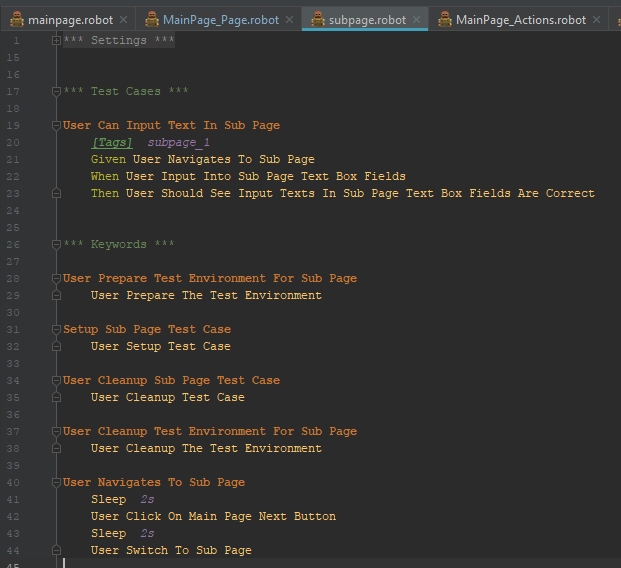 mainpage.robot MainPage_Page.robot subpage.robot MainPage_Actions.robot
1 *** Settings ***
15
16
17 *** Test Cases ***
18
19 User Can Input Text In Sub Page
20 [Tags] subpage_1
21 Given User Navigates To Sub Page
22 When User Input Into Sub Page Text Box Fields
23 Then User Should See Input Texts In Sub Page Text Box Fields Are Correct
24
25
26 *** Keywords ***
27
28 User Prepare Test Environment For Sub Page
29 User Prepare The Test Environment
30
31 Setup Sub Page Test Case
32 User Setup Test Case
33
34 User Cleanup Sub Page Test Case
35 User Cleanup Test Case
36
37 User Cleanup Test Environment For Sub Page
38 User Cleanup The Test Environment
39
40 User Navigates To Sub Page
41 Sleep 2s
42 User Click On Main Page Next Button
43 Sleep 2s
44 User Switch To Sub Page
45